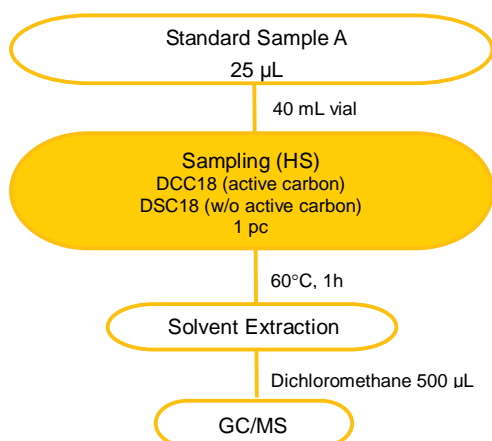 Standard Sample A
25 µL
40 mL vial
Sampling (HS)
DCC18 (active carbon)
DSC18 (w/o active carbon)
1 pc
60°C, 1h
Solvent Extraction
Dichloromethane 500 µL
GC/MS